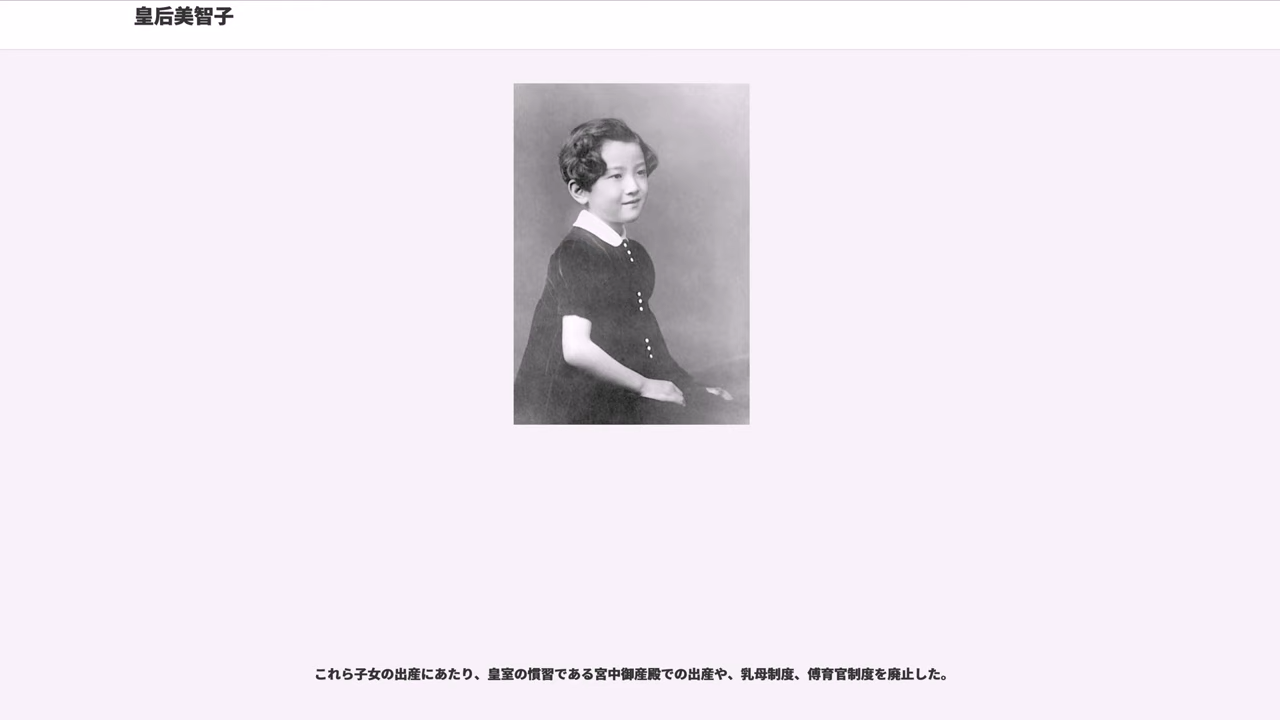 皇后美智子
これら子女の出産にあたり、皇室の慣習である宮中御産殿での出産や、乳母制度、傅育官制度を廃止した。